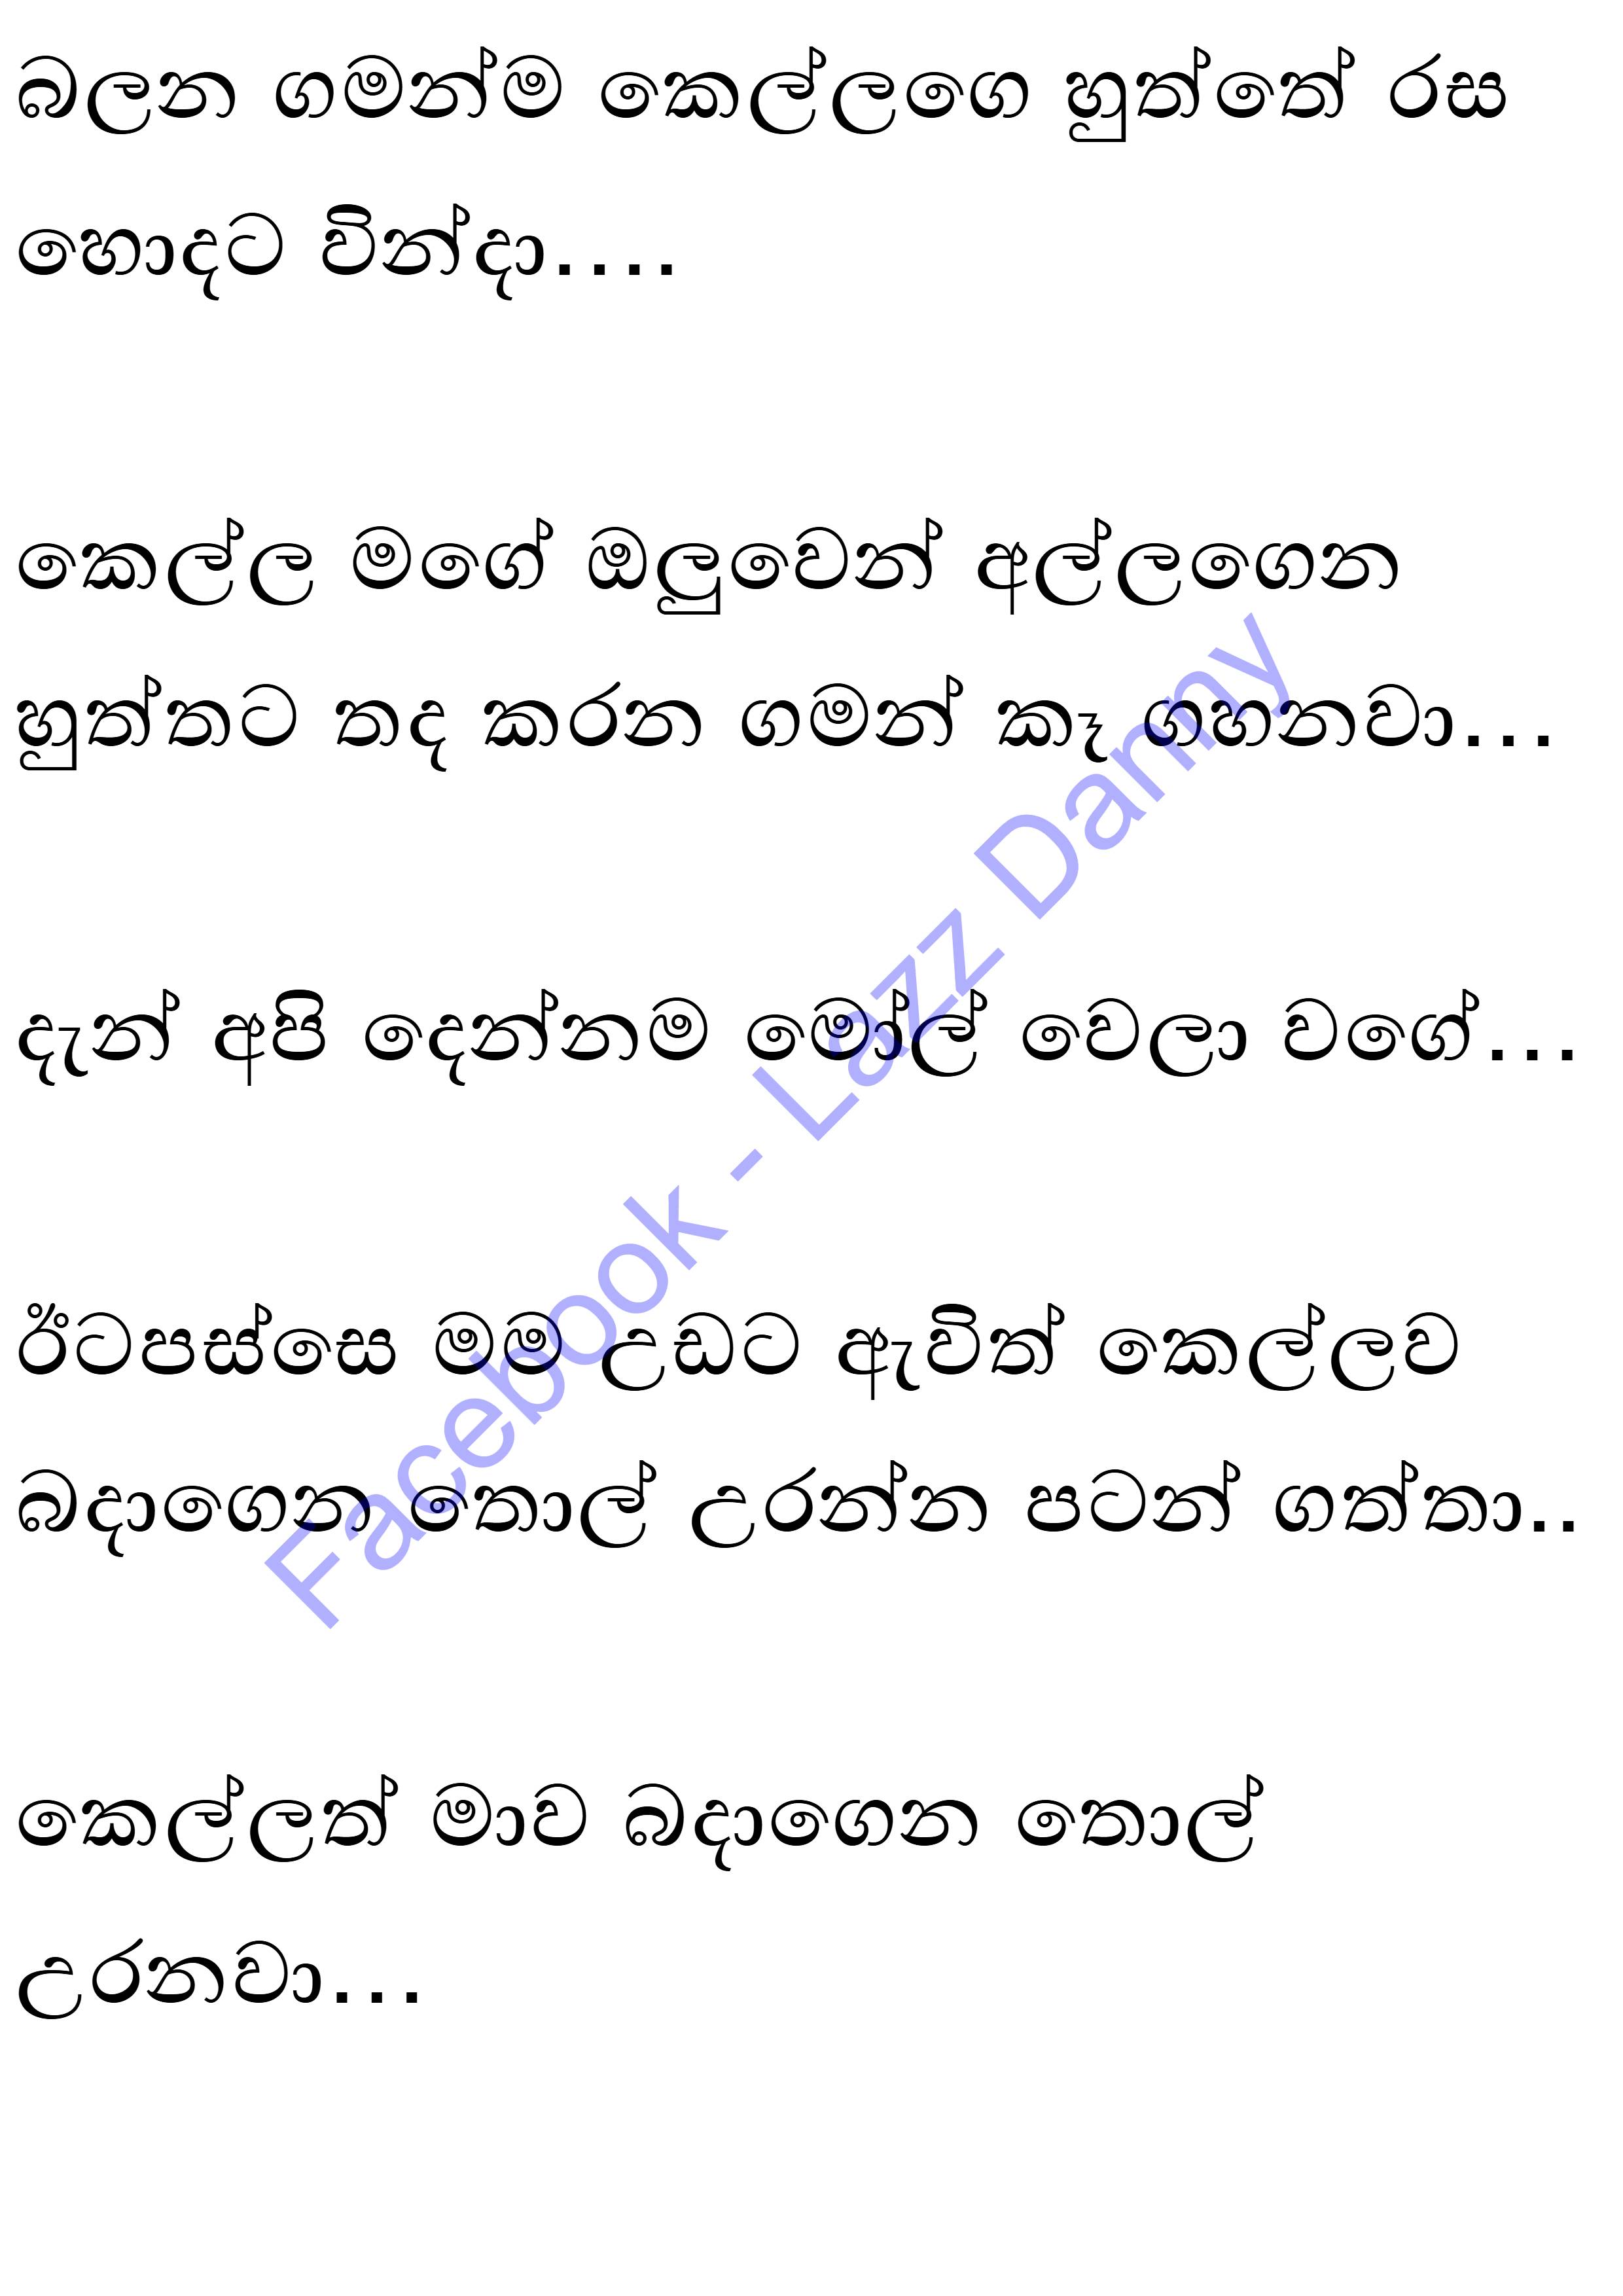 බලන ගමන්ම කෙල්ලගෙ හුත්තේ රස
හොදට වින්දා....
කෙල්ල මගේ ඔලුවෙන් අල්ලගෙන
හුත්තට තද කරන ගමන් කෑ ගහනවා...
දැන් අපි දෙන්නම මෝල් වෙලා වගේ...
ඊටපස්සෙ මම උඩට ඇවිත් කෙල්ලව
බදාගෙන තොල් උරන්න පටන් ගත්තා..
කෙල්ලත් මාව බදාගෙන තොල්
උරනවා...
Facebook - Lazz Danny